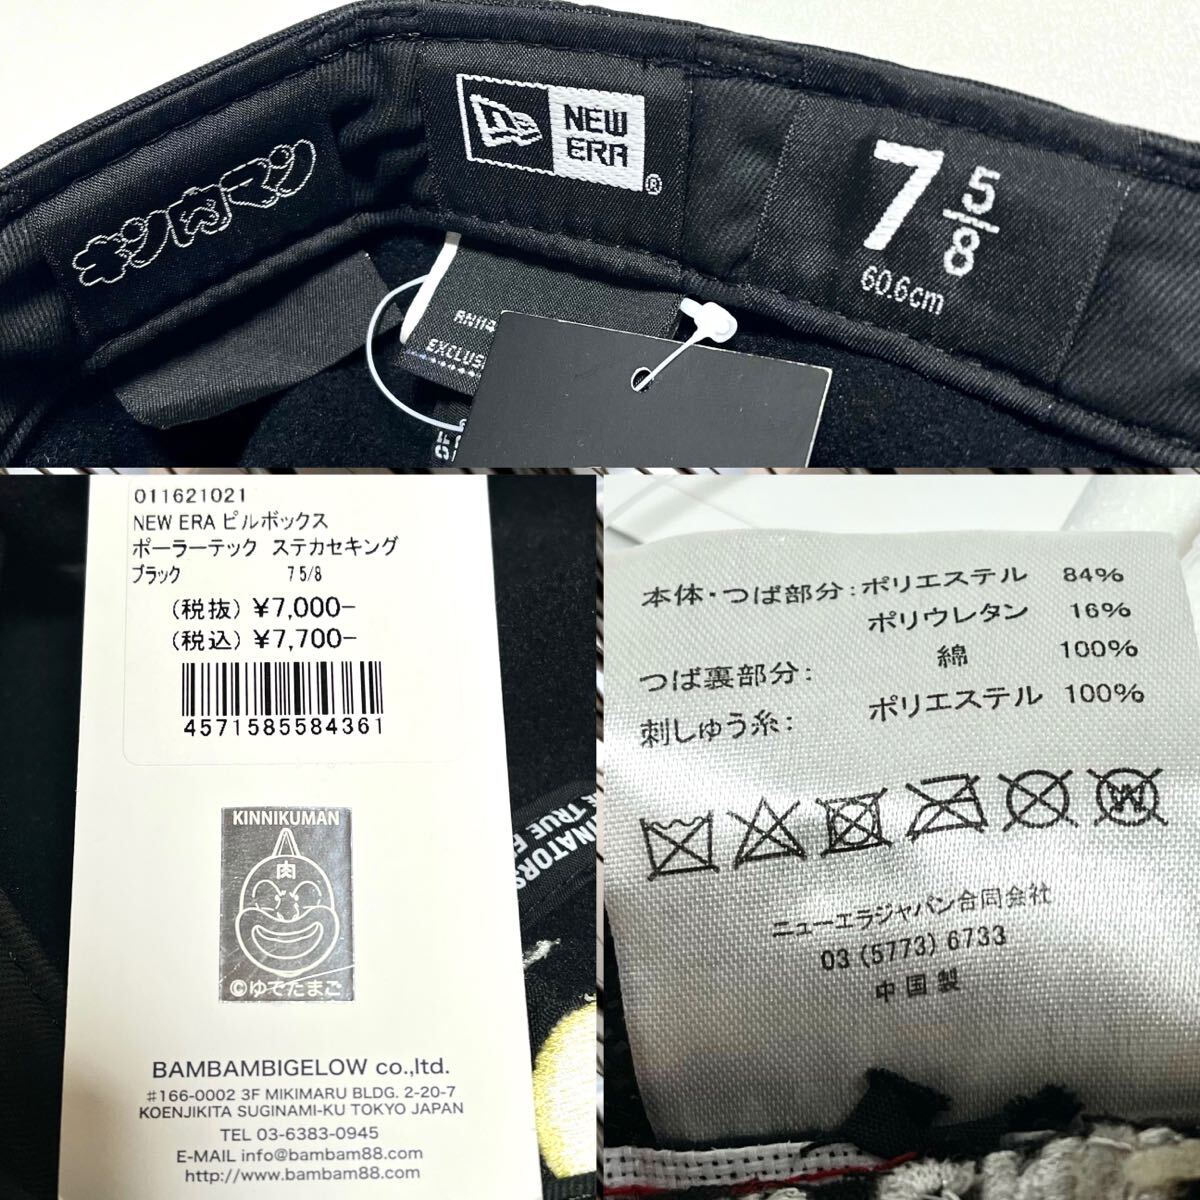 キン肉マン
NEW
ERA
®
7 5/8
60.6cm
EXCLUS
011621021
NEW ERA ピルボックス
ポーラーテック ステカセキング
ブラック 7 5/8
(税抜) ¥7,000-
(税込) ¥7,700-
4571585584361
KINNIKUMAN
肉
©ゆでたまご
BAMBAMBIGELOW co.,ltd.
#166-0002 3F MIKIMARU BLDG. 2-20-7
KOENJIKITA SUGINAMI-KU TOKYO JAPAN
TEL 03-6383-0945
E-MAIL info@bambam88.com
http://www.bambam88.com
NATORS
TRUE
本体・つば部分:ポリエステル 84%
ポリウレタン 16%
つば裏部分: 綿 100%
刺しゅう糸: ポリエステル 100%
W
ニューエラジャパン合同会社
03 (5773) 6733
中国製